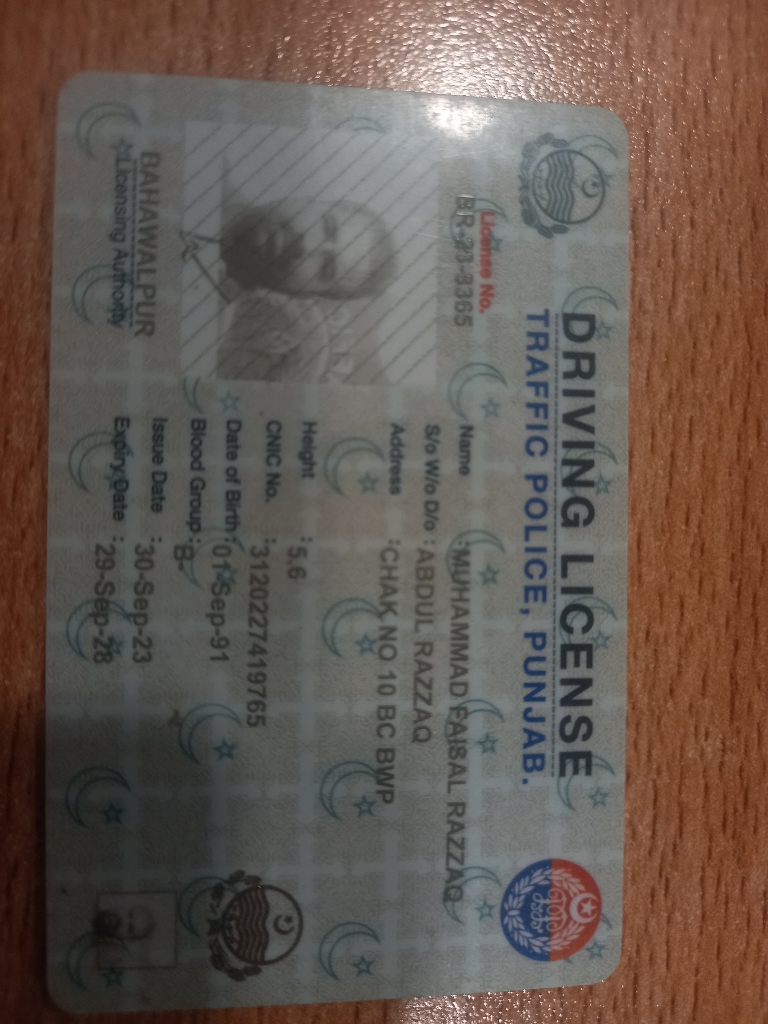 DRIVING LICENSE
TRAFFIC POLICE, PUNJAB.
License No.
BR-23-3365
Name :MUHAMMAD FAISAL RAZZAQ
S/o W/o D/o :ABDUL RAZZAQ
Address :CHAK NO 10 BC BWP
Height :5.6
CNIC No. :3120227419765
Date of Birth :01-Sep-91
Blood Group :B-
Issue Date :30-Sep-23
Expiry Date :29-Sep-28
BAHAWALPUR
Licensing Authority